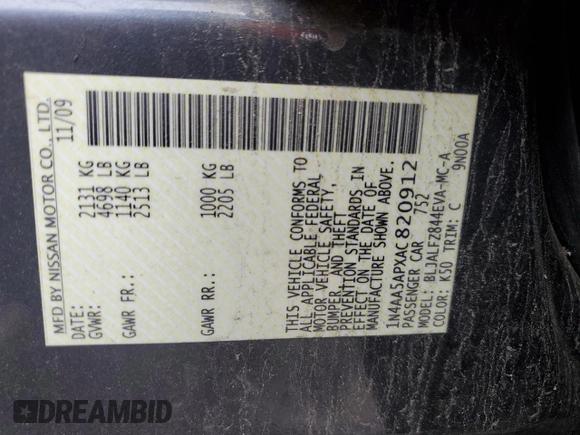 MFD BY NISSAN MOTOR CO., LTD.
DATE: 11/09
GVWR: 2131 KG
4698 LB
GAWR FR.: 1140 KG
2513 LB
GAWR RR.: 1000 KG
2205 LB
THIS VEHICLE CONFORMS TO
ALL APPLICABLE FEDERAL
MOTOR VEHICLE SAFETY,
BUMPER, AND THEFT
PREVENTION STANDARDS IN
EFFECT ON THE DATE OF
MANUFACTURE SHOWN ABOVE.
1N4AA5APXAC820912
PASSENGER CAR 752
MODEL: BLJALFZ844EVA-MC-A
COLOR: K50 TRIM: C 9N00A
DREAMBID